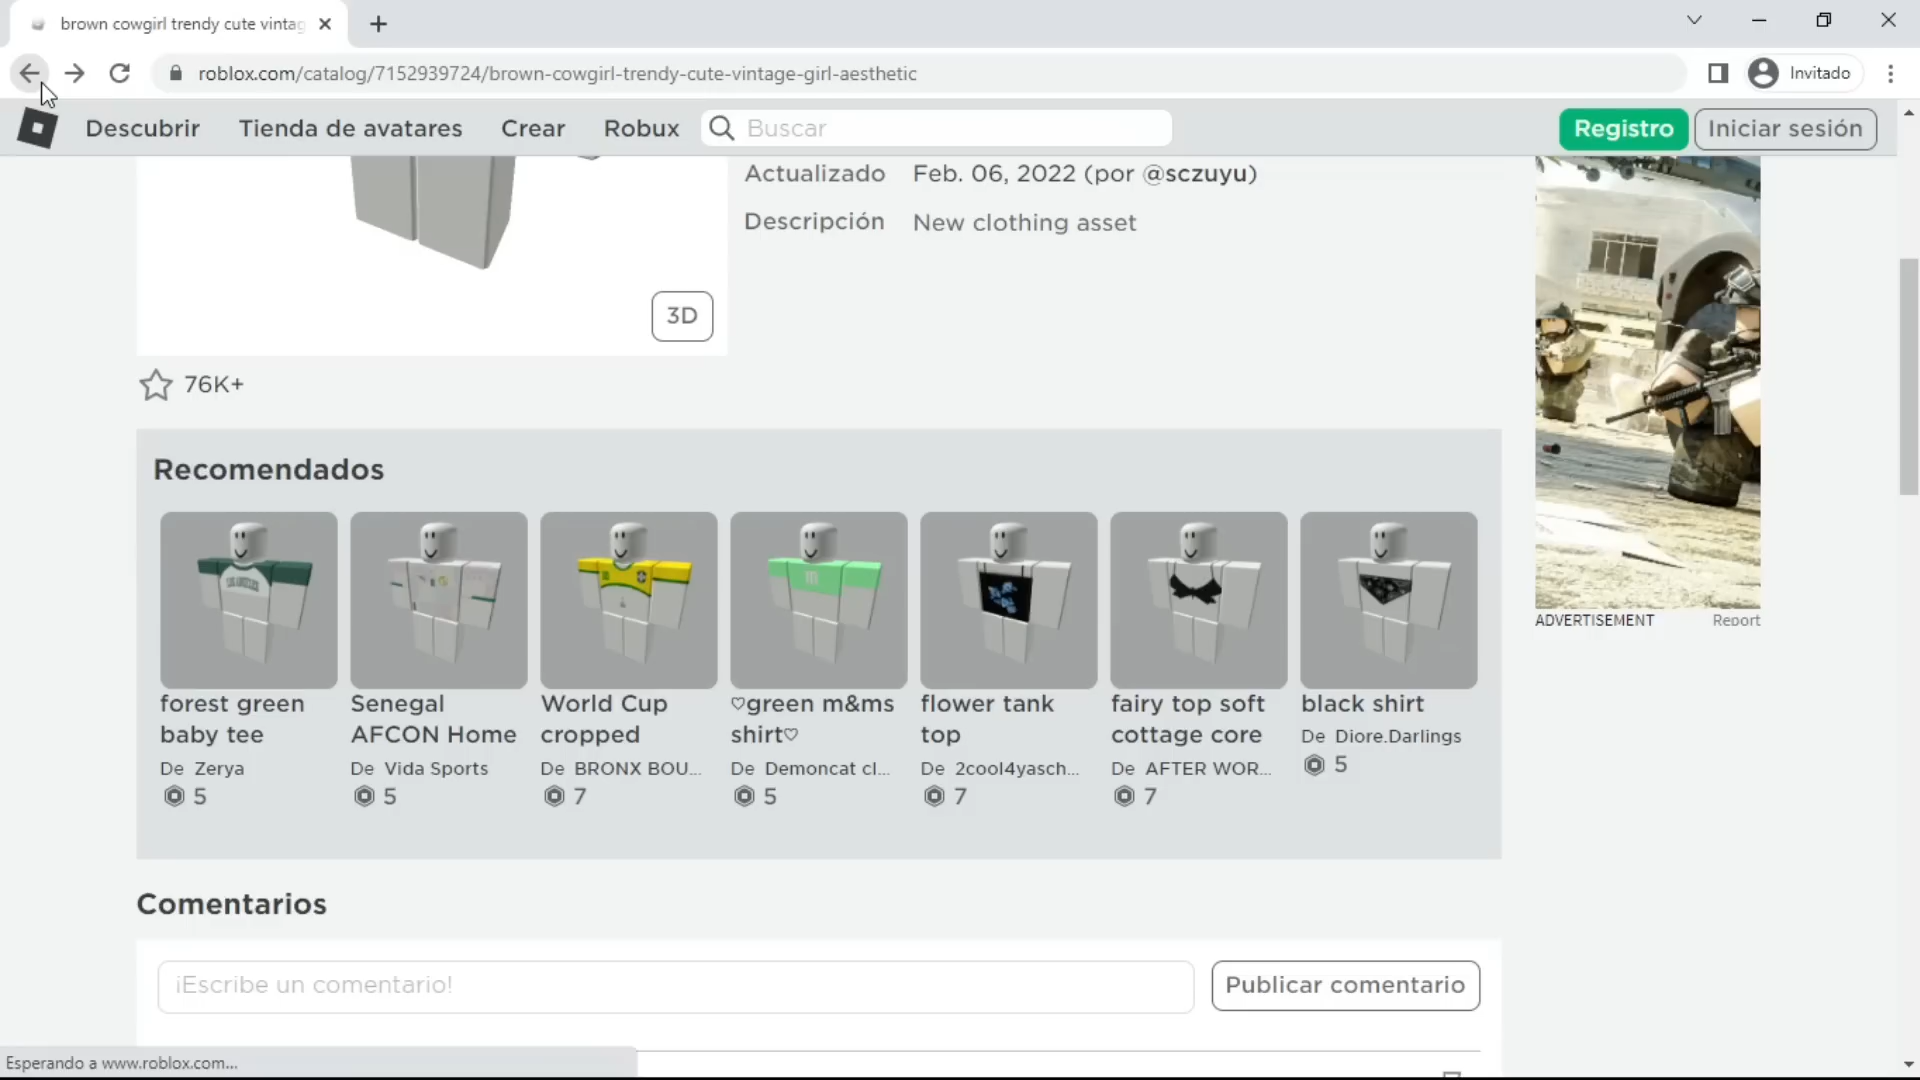 brown cowgirl trendy cute vintag
roblox.com/catalog/7152939724/brown-cowgirl-trendy-cute-vintage-girl-aesthetic
Invitado
Descubrir
Tienda de avatares
Crear
Robux
Buscar
Registro
Iniciar sesión
Actualizado Feb. 06, 2022 (por @sczuyu)
Descripción New clothing asset
3D
76K+
ADVERTISEMENT
Report
Recomendados
LOS ANGELES
forest green
baby tee
De Zerya
5
Senegal
AFCON Home
De Vida Sports
5
World Cup
cropped
De BRONX BOU...
7
m
♡green m&ms
shirt♡
De Demoncat cl...
5
flower tank
top
De 2cool4yasch...
7
fairy top soft
cottage core
De AFTER WOR...
7
black shirt
De Diore.Darlings
5
Comentarios
¡Escribe un comentario!
Publicar comentario
Esperando a www.roblox.com...